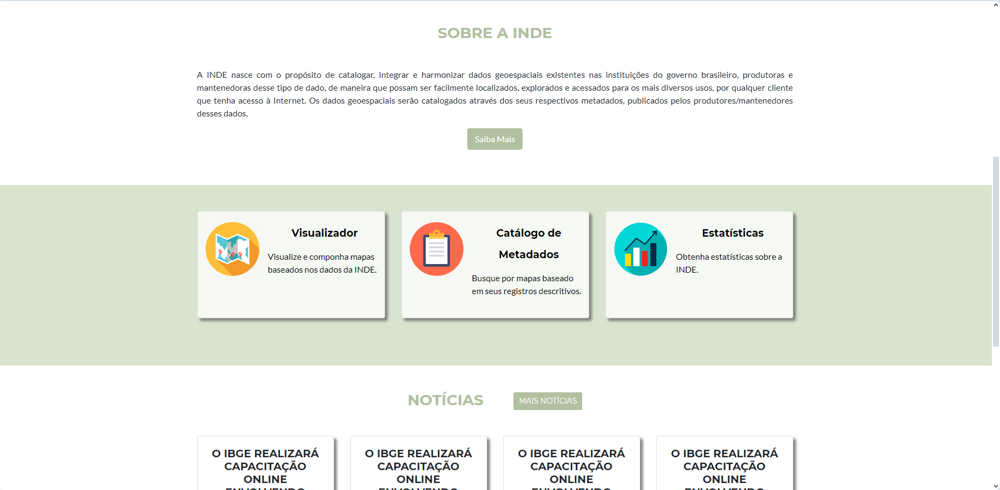 SOBRE A INDE
A INDE nasce com o propósito de catalogar, integrar e harmonizar dados geoespaciais existentes nas instituições do governo brasileiro, produtoras e
mantenedoras desse tipo de dado, de maneira que possam ser facilmente localizados, explorados e acessados para os mais diversos usos, por qualquer cliente
que tenha acesso à Internet. Os dados geoespaciais serão catalogados através dos seus respectivos metadados, publicados pelos produtores/mantenedores
desses dados.
Saiba Mais
Visualizador
Visualize e componha mapas
baseados nos dados da INDE.
Catálogo de
Metadados
Busque por mapas baseado
em seus registros descritivos.
Estatísticas
Obtenha estatísticas sobre a
INDE.
NOTÍCIAS
MAIS NOTÍCIAS
O IBGE REALIZARÁ
CAPACITAÇÃO
ONLINE
ENVOLVENDO
O IBGE REALIZARÁ
CAPACITAÇÃO
ONLINE
ENVOLVENDO
O IBGE REALIZARÁ
CAPACITAÇÃO
ONLINE
ENVOLVENDO
O IBGE REALIZARÁ
CAPACITAÇÃO
ONLINE
ENVOLVENDO